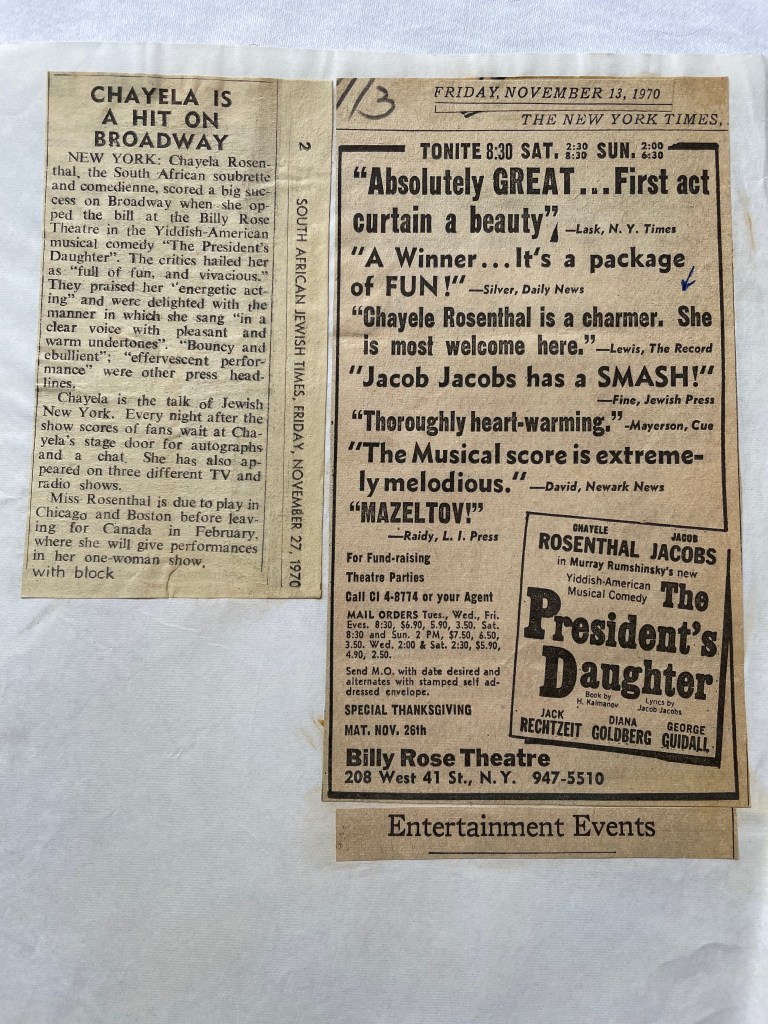 CHAYELA IS
A HIT ON
BROADWAY
NEW YORK: Chayela Rosen-
thal, the South African soubrette
and comedienne, scored a big suc-
cess on Broadway when she op-
ped the bill at the Billy Rose
Theatre in the Yiddish-American
musical comedy "The President's
Daughter". The critics hailed her
as "full of fun, and vivacious."
They praised her "energetic act-
ing" and were delighted with the
manner in which she sang "in a
clear voice with pleasant and
warm undertones". "Bouncy and
ebullient"; "effervescent perfor-
mance" were other press head-
lines.
Chayela is the talk of Jewish
New York. Every night after the
show scores of fans wait at Cha-
yela's stage door for autographs
and a chat. She has also ap-
peared on three different TV and
radio shows.
Miss Rosenthal is due to play in
Chicago and Boston before leav-
ing for Canada in February,
where she will give performances
in her one-woman show.
with block
2 SOUTH AFRICAN JEWISH TIMES, FRIDAY, NOVEMBER 27, 1970
113
FRIDAY, NOVEMBER 13, 1970
THE NEW YORK TIMES,
TONITE 8:30 SAT. 2:30 8:30 SUN. 2:00 6:30
"Absolutely GREAT...First act
curtain a beauty" —Lask, N. Y. Times
"A Winner...It's a package
of FUN!" —Silver, Daily News
"Chayele Rosenthal is a charmer. She
is most welcome here." —Lewis, The Record
"Jacob Jacobs has a SMASH!"
—Fine, Jewish Press
"Thoroughly heart-warming." -Mayerson, Cue
"The Musical score is extreme-
ly melodious." —David, Newark News
"MAZELTOV!"
—Raidy, L. I. Press
For Fund-raising
Theatre Parties
Call CI 4-8774 or your Agent
MAIL ORDERS Tues., Wed., Fri.
Eves. 8:30, $6.90, 5.90, 3.50. Sat.
8:30 and Sun. 2 PM, $7.50, 6.50,
3.50. Wed. 2:00 & Sat. 2:30, $5.90,
4.90, 2.50.
Send M.O. with date desired and
alternates with stamped self ad-
dressed envelope.
SPECIAL THANKSGIVING
MAT. NOV. 26th
CHAYELE JACOB
ROSENTHAL JACOBS
in Murray Rumshinsky's new
Yiddish-American
Musical Comedy
The
President's
Daughter
Book by Lyrics by
H. Kalmanov Jacob Jacobs
JACK DIANA GEORGE
RECHTZEIT GOLDBERG GUIDALL
Billy Rose Theatre
208 West 41 St., N.Y. 947-5510
Entertainment Events